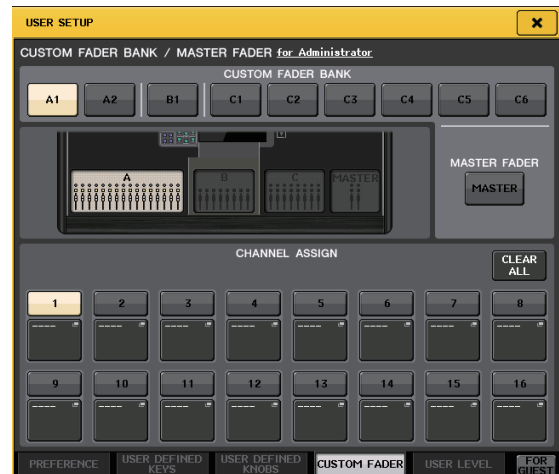 USER SETUP
CUSTOM FADER BANK / MASTER FADER for Administrator
CUSTOM FADER BANK
A1 A2 B1 C1 C2 C3 C4 C5 C6
A B C MASTER
MASTER FADER
MASTER
CHANNEL ASSIGN
CLEAR ALL
1 2 3 4 5 6 7 8
---- ---- ---- ---- ---- ---- ---- ----
9 10 11 12 13 14 15 16
---- ---- ---- ---- ---- ---- ---- ----
PREFERENCE USER DEFINED KEYS USER DEFINED KNOBS CUSTOM FADER USER LEVEL FOR GUEST